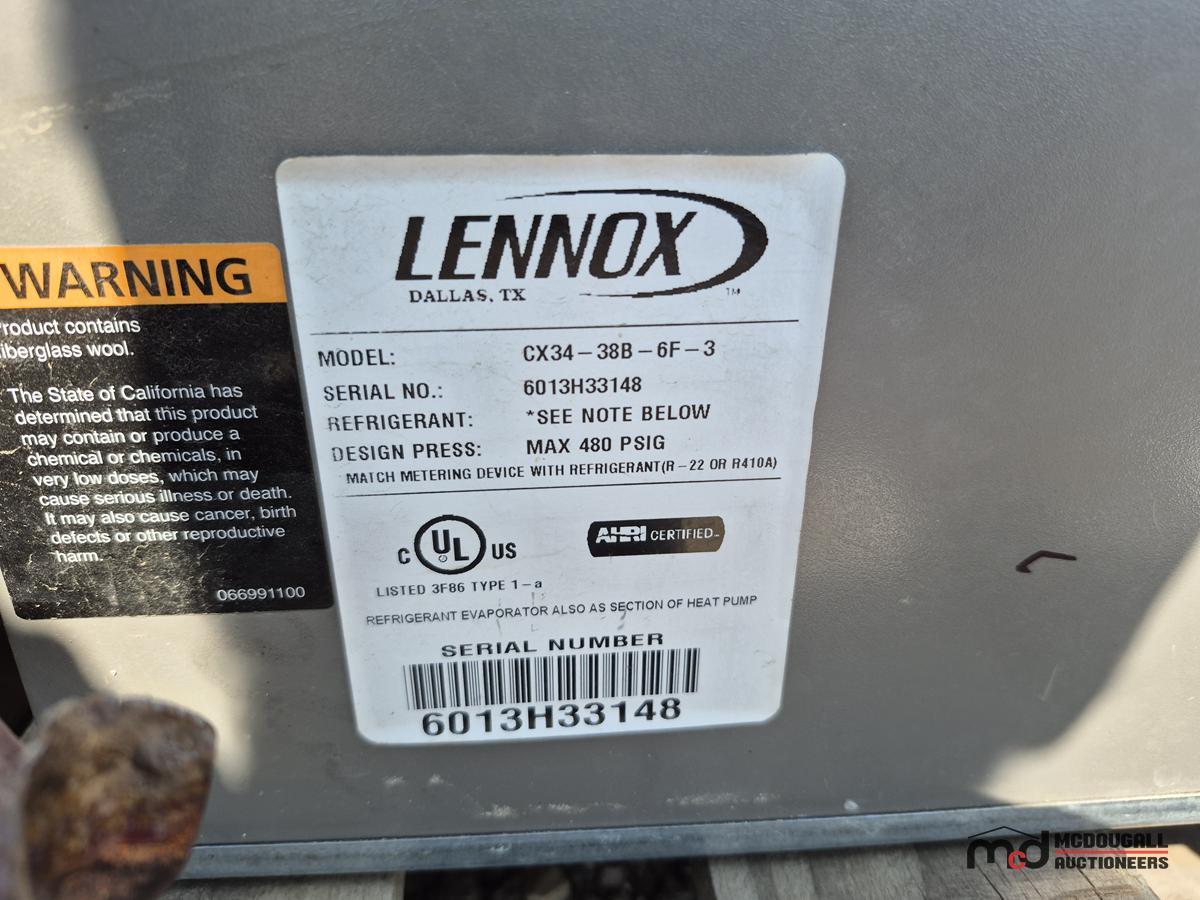 LENNOX
DALLAS, TX
TM
MODEL: CX34-38B-6F-3
SERIAL NO.: 6013H33148
REFRIGERANT: *SEE NOTE BELOW
DESIGN PRESS: MAX 480 PSIG
MATCH METERING DEVICE WITH REFRIGERANT(R-22 OR R410A)
C UL US
AHRI CERTIFIED™
LISTED 3F86 TYPE 1-a
REFRIGERANT EVAPORATOR ALSO AS SECTION OF HEAT PUMP
SERIAL NUMBER
6013H33148
WARNING
roduct contains
iberglass wool.
The State of California has
determined that this product
may contain or produce a
chemical or chemicals, in
very low doses, which may
cause serious illness or death.
It may also cause cancer, birth
defects or other reproductive
harm.
066991100
mcd MCDOUGALL
AUCTIONEERS